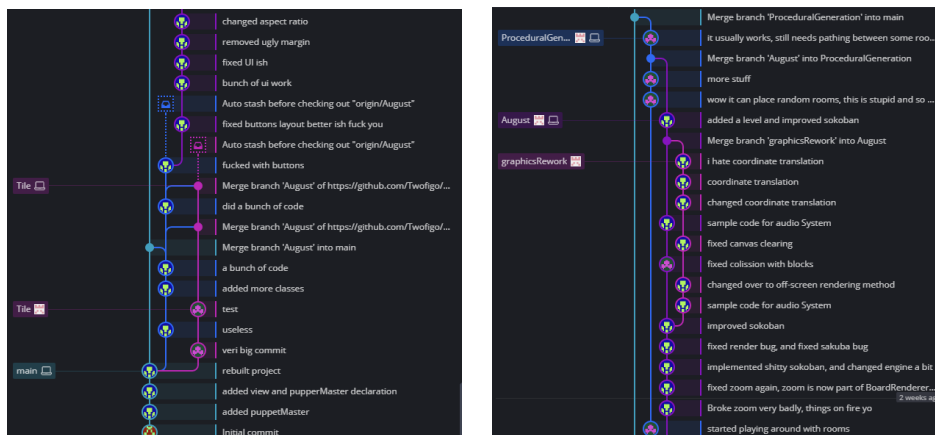 changed aspect ratio
removed ugly margin
fixed UI ish
bunch of ui work
Auto stash before checking out "origin/August"
fixed buttons layout better ish fuck you
Auto stash before checking out "origin/August"
fucked with buttons
Tile
Merge branch 'August' of https://github.com/Twofigo/...
did a bunch of code
Merge branch 'August' of https://github.com/Twofigo/...
Merge branch 'August' into main
a bunch of code
added more classes
Tile
test
useless
veri big commit
main
rebuilt project
added view and pupperMaster declaration
added puppetMaster
Initial commit
Merge branch 'ProceduralGeneration' into main
ProceduralGen...
it usually works, still needs pathing between some roo...
Merge branch 'August' into ProceduralGeneration
more stuff
wow it can place random rooms, this is stupid and so ...
August
added a level and improved sokoban
Merge branch 'graphicsRework' into August
graphicsRework
i hate coordinate translation
coordinate translation
changed coordinate translation
sample code for audio System
fixed canvas clearing
fixed colission with blocks
changed over to off-screen rendering method
sample code for audio System
improved sokoban
fixed render bug, and fixed sakuba bug
implemented shitty sokoban, and changed engine a bit
fixed zoom again, zoom is now part of BoardRenderer...
2 weeks ag
Broke zoom very badly, things on fire yo
started playing around with rooms